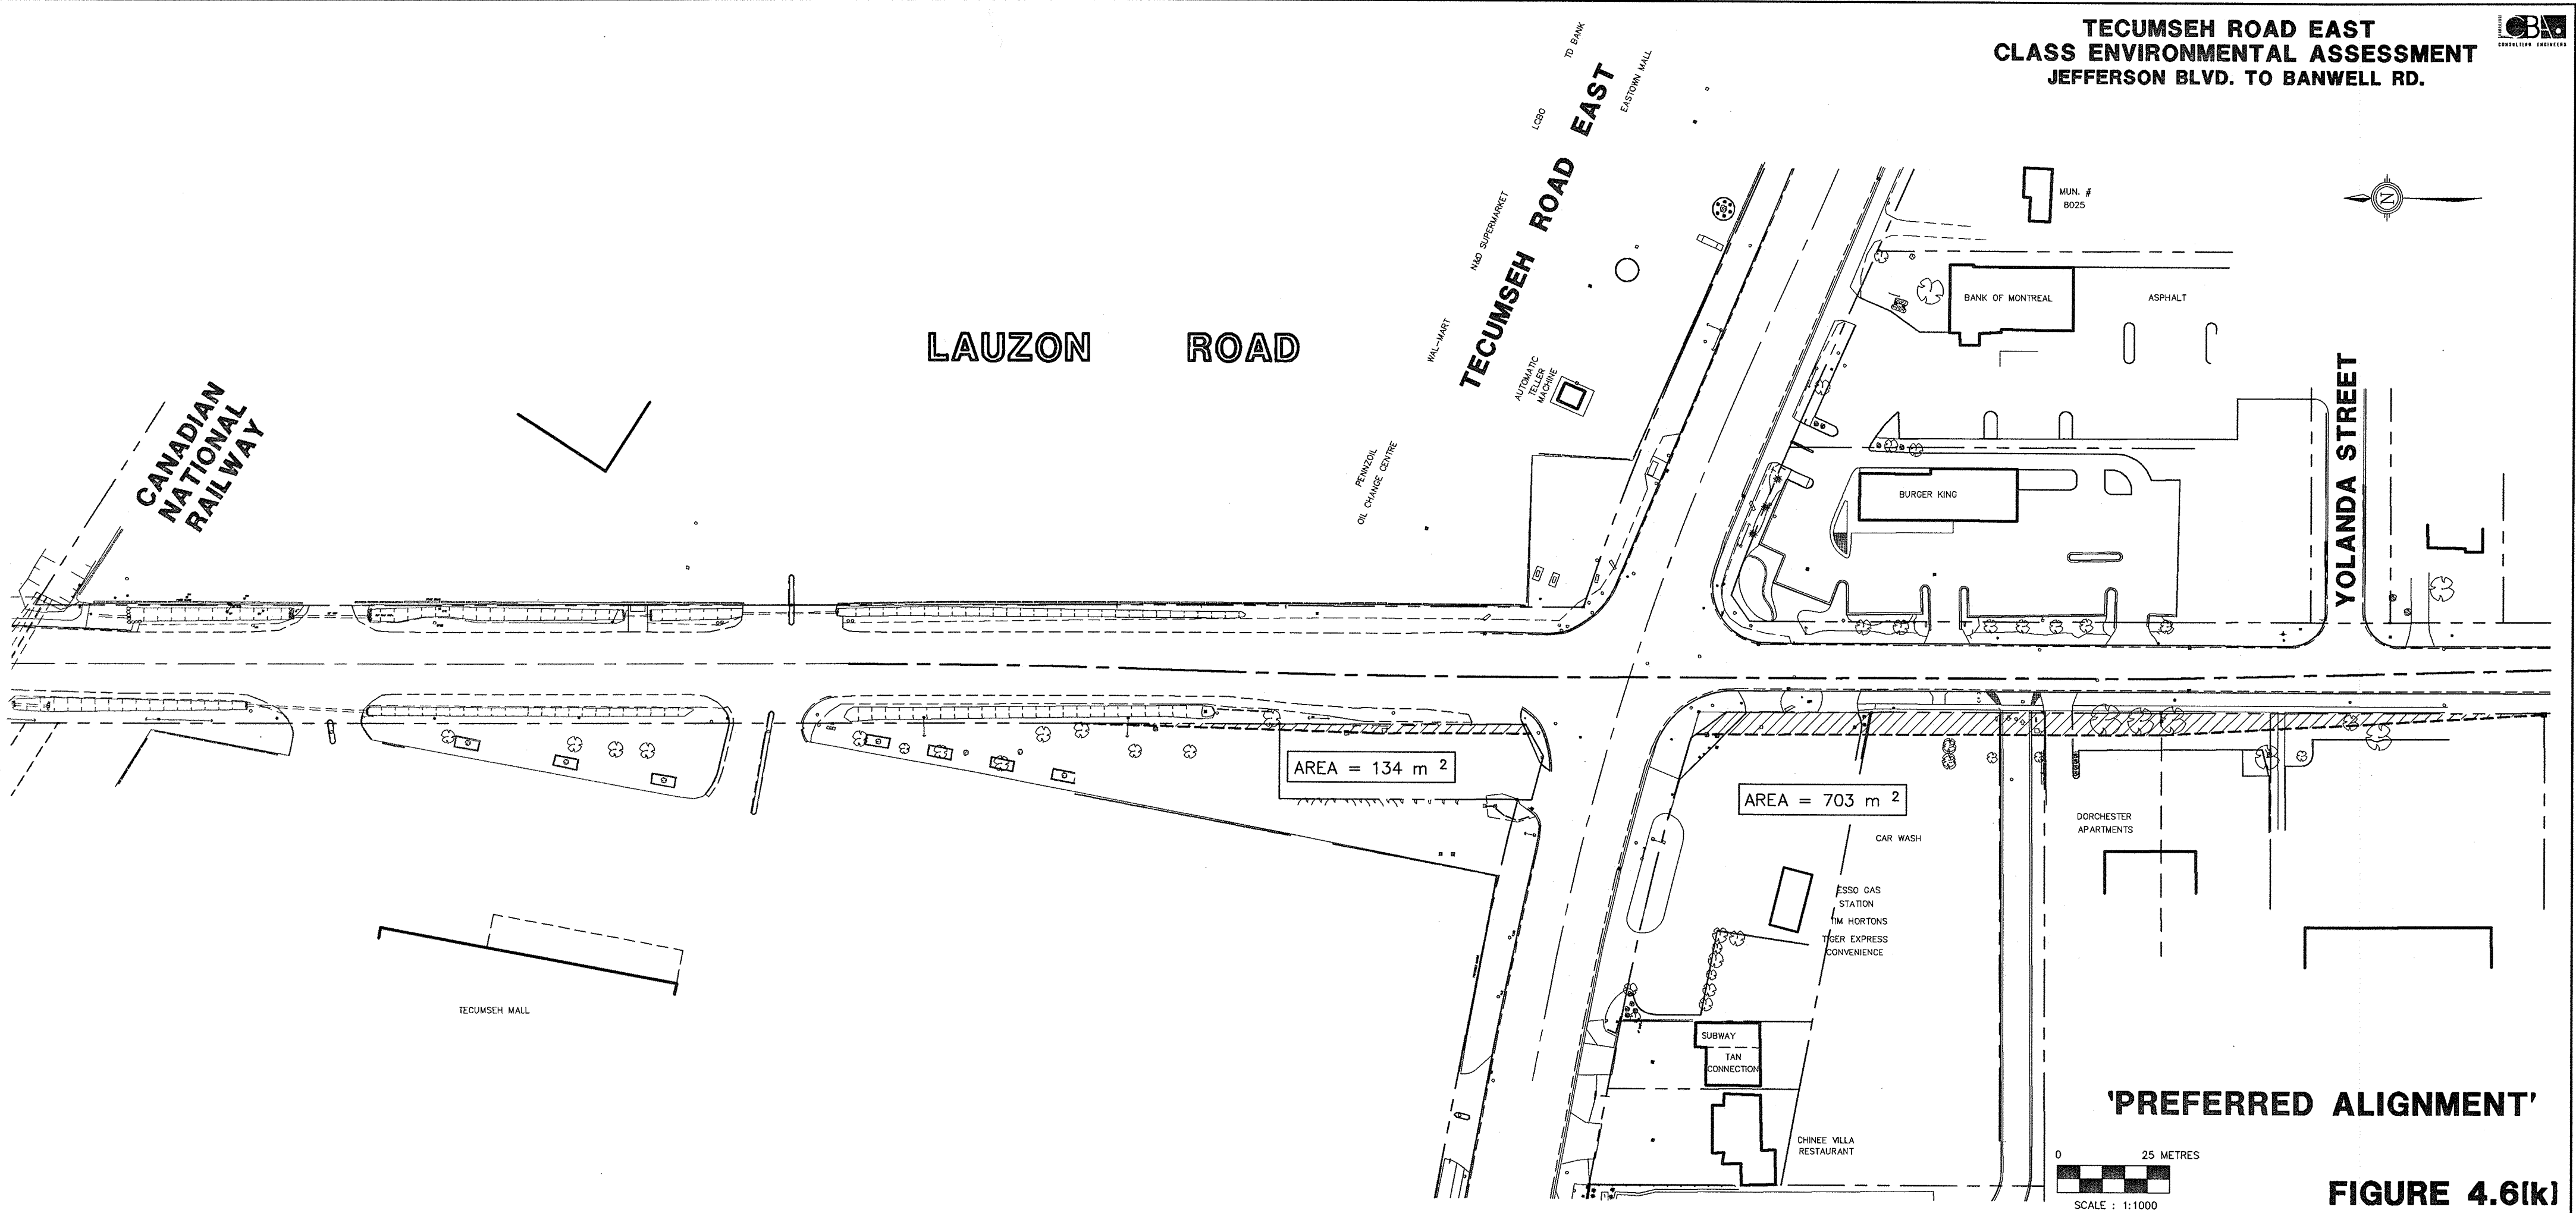 TECUMSEH ROAD EAST
CLASS ENVIRONMENTAL ASSESSMENT
JEFFERSON BLVD. TO BANWELL RD.
CONSULTING ENGINEERS
TD BANK
EASTOWN MALL
LCBO
TECUMSEH ROAD EAST
N&D SUPERMARKET
WAL-MART
AUTOMATIC
TELLER
MACHINE
PENNZOIL
OIL CHANGE CENTRE
LAUZON ROAD
CANADIAN
NATIONAL
RAILWAY
MUN. #
8025
N
BANK OF MONTREAL
ASPHALT
BURGER KING
YOLANDA STREET
AREA = 134 m 2
AREA = 703 m 2
CAR WASH
DORCHESTER
APARTMENTS
ESSO GAS
STATION
TIM HORTONS
TIGER EXPRESS
CONVENIENCE
TECUMSEH MALL
SUBWAY
TAN
CONNECTION
CHINEE VILLA
RESTAURANT
'PREFERRED ALIGNMENT'
0 25 METRES
SCALE : 1:1000
FIGURE 4.6(k)